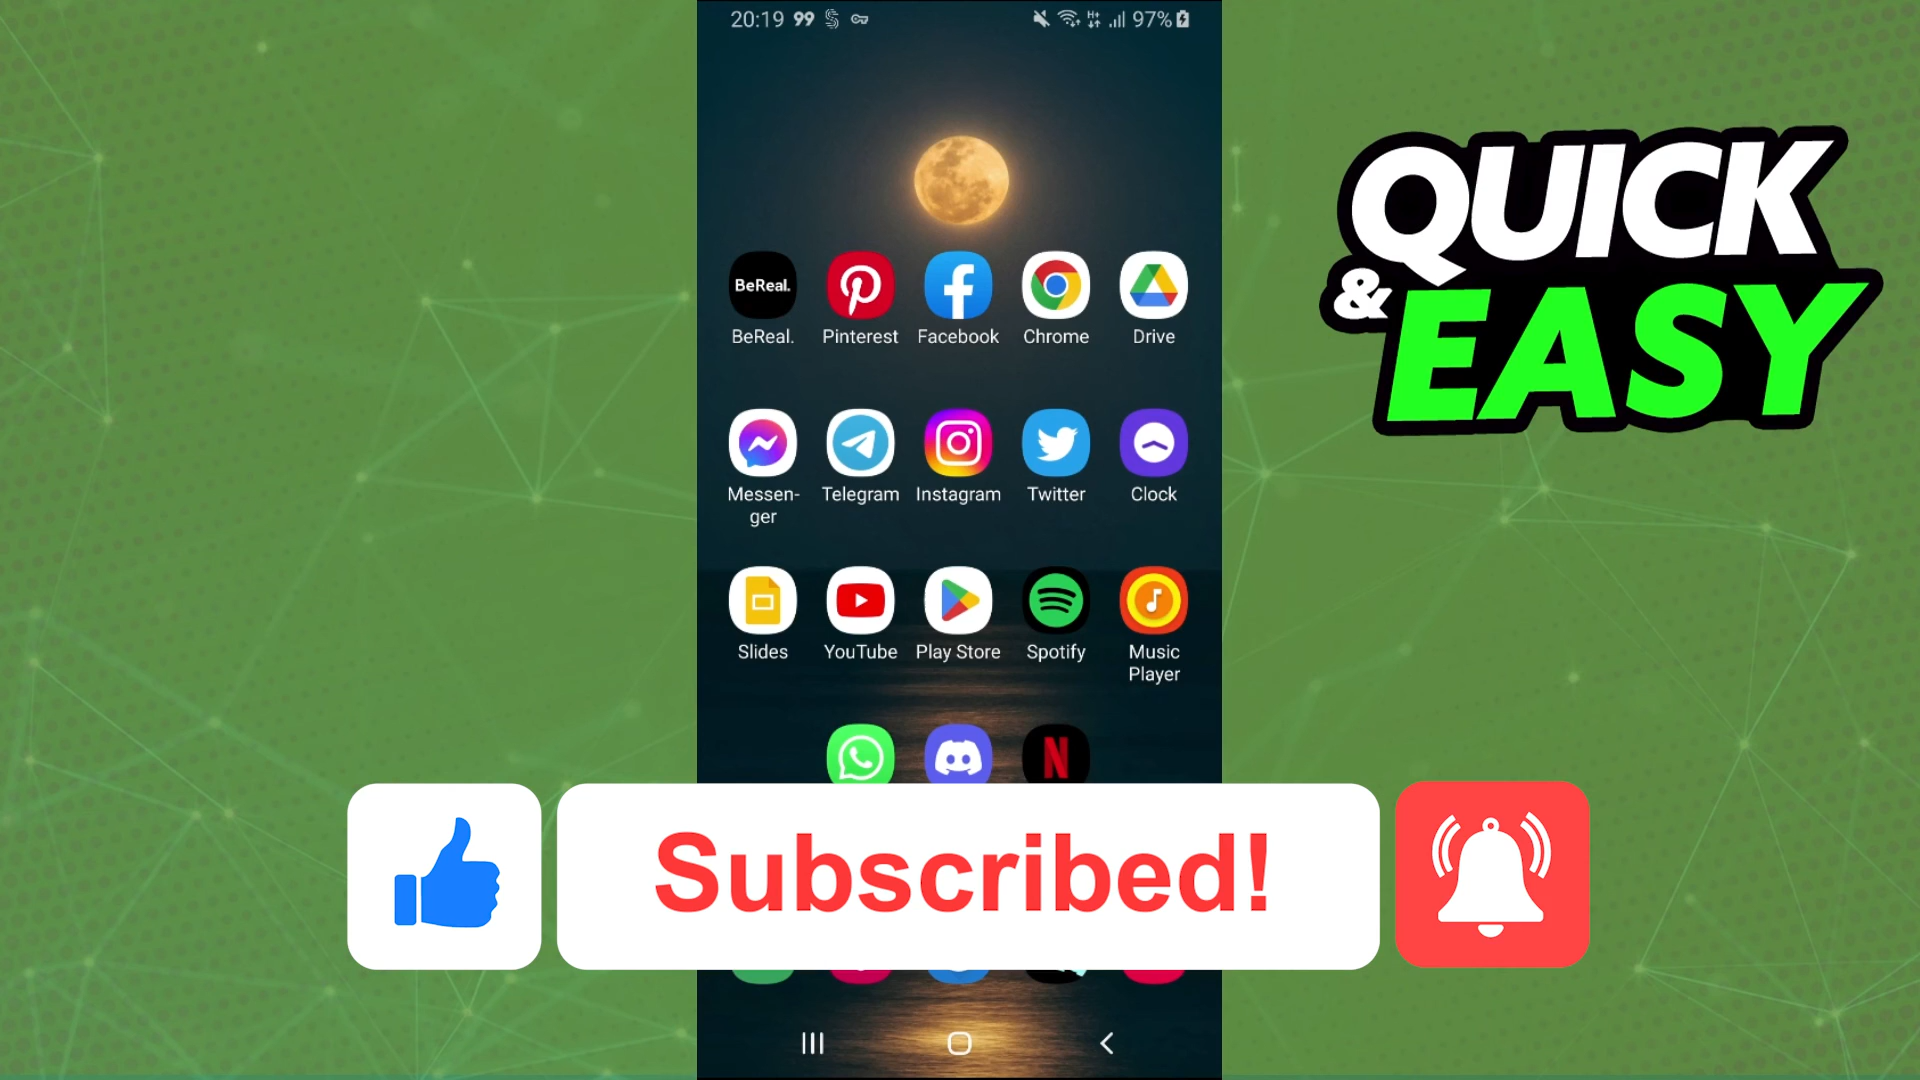 20:19 99 97%
QUICK
& EASY
BeReal.
BeReal. Pinterest Facebook Chrome Drive
Messen-
ger Telegram Instagram Twitter Clock
Slides YouTube Play Store Spotify Music
Player
Subscribed!